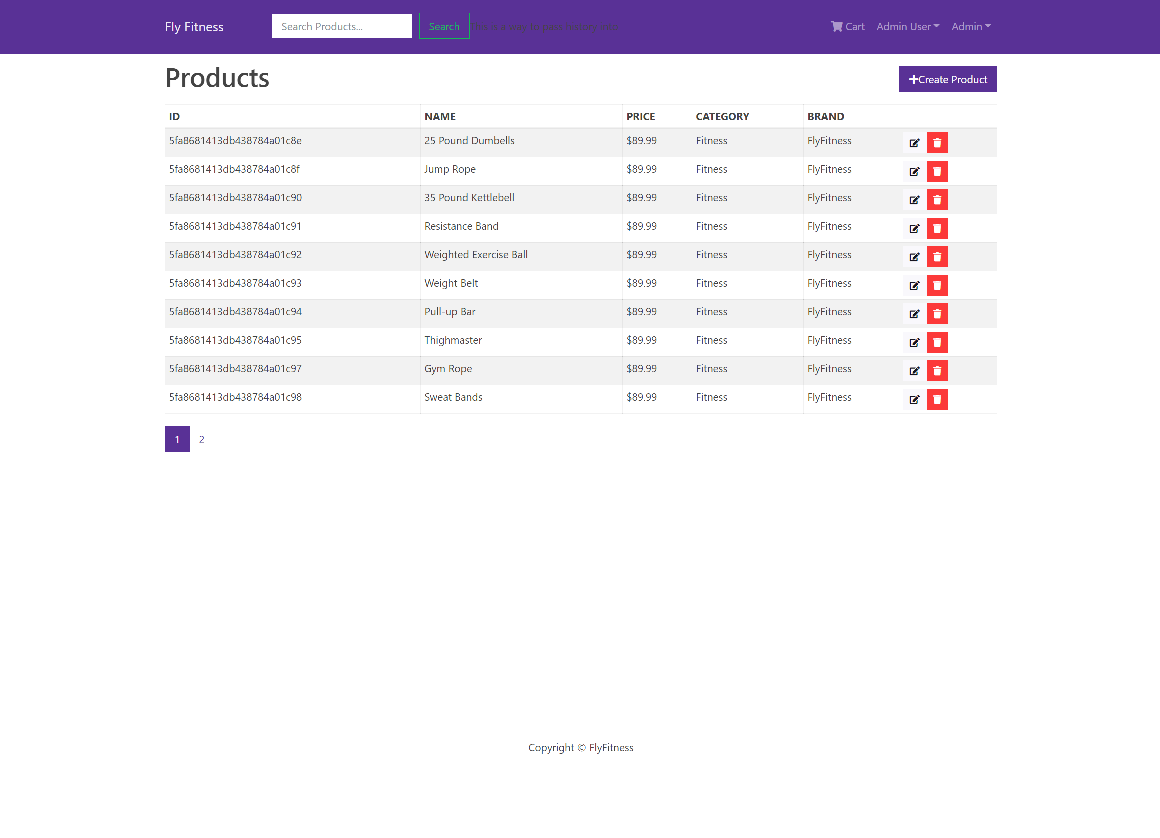 Fly Fitness Search Products... Search Cart Admin User Admin
Products
+Create Product
ID NAME PRICE CATEGORY BRAND
5fa8681413db438784a01c8e 25 Pound Dumbells $89.99 Fitness FlyFitness
5fa8681413db438784a01c8f Jump Rope $89.99 Fitness FlyFitness
5fa8681413db438784a01c90 35 Pound Kettlebell $89.99 Fitness FlyFitness
5fa8681413db438784a01c91 Resistance Band $89.99 Fitness FlyFitness
5fa8681413db438784a01c92 Weighted Exercise Ball $89.99 Fitness FlyFitness
5fa8681413db438784a01c93 Weight Belt $89.99 Fitness FlyFitness
5fa8681413db438784a01c94 Pull-up Bar $89.99 Fitness FlyFitness
5fa8681413db438784a01c95 Thighmaster $89.99 Fitness FlyFitness
5fa8681413db438784a01c97 Gym Rope $89.99 Fitness FlyFitness
5fa8681413db438784a01c98 Sweat Bands $89.99 Fitness FlyFitness
1 2
Copyright © FlyFitness